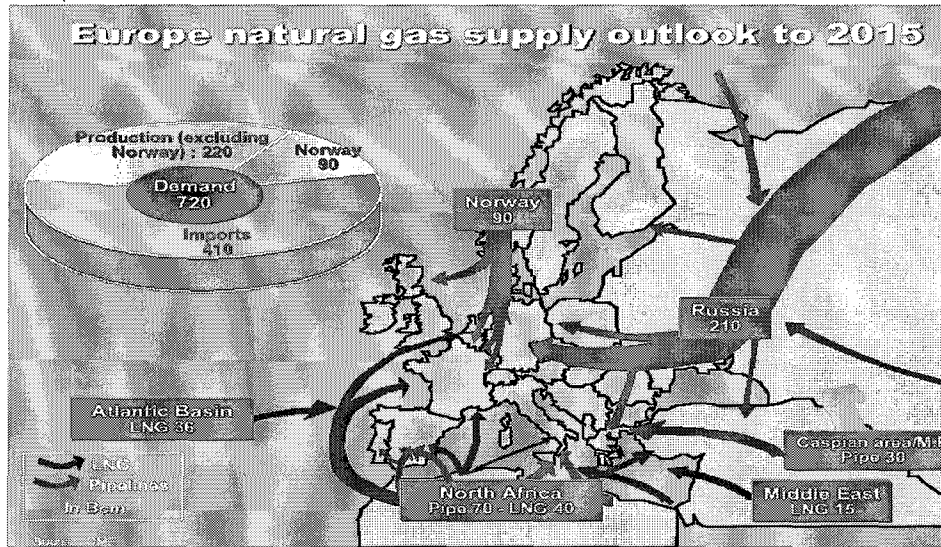 Europe natural gas supply outlook to 2015
Production (excluding
Norway) : 220
Norway
90
Demand
720
Imports
410
Norway
90
Russia
210
Atlantic Basin
LNG 36
Caspian area/
Pipe 30
North Africa
Pipe 70 - LNG 40
Middle East
LNG 15
LNG
Pipelines
In Bcm